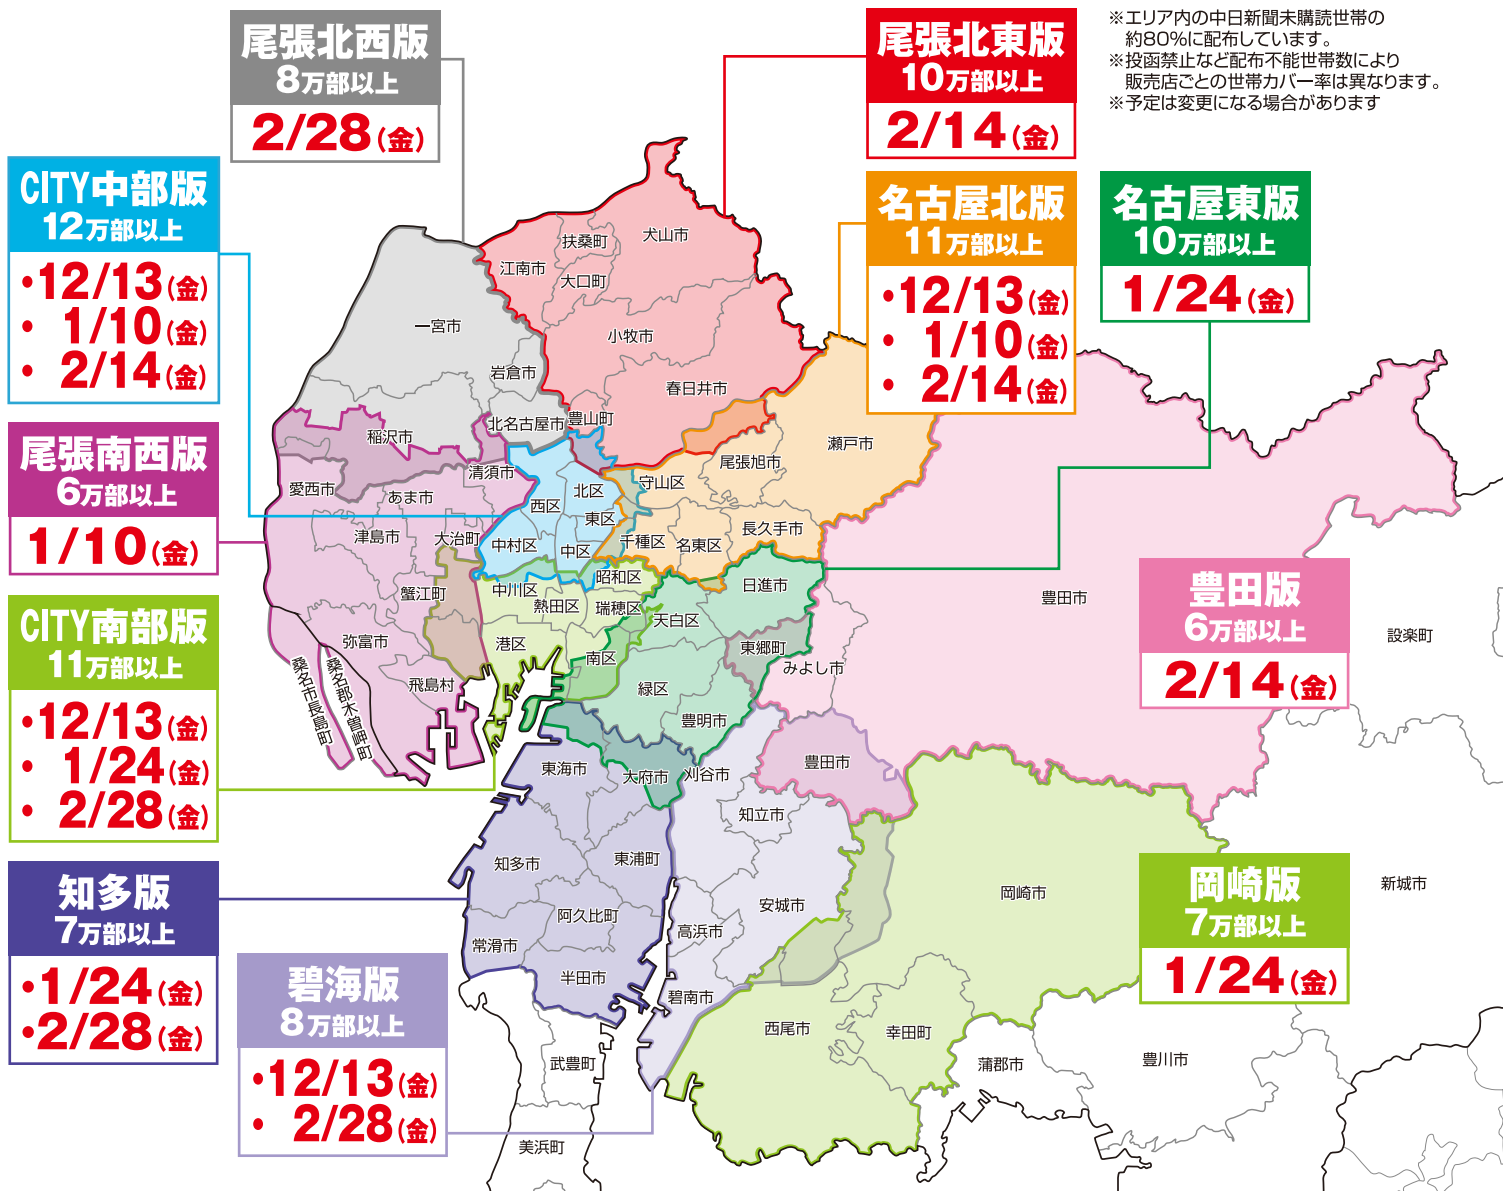 ※エリア内の中日新聞未購読世帯の
約80%に配布しています。
※投函禁止など配布不能世帯数により
販売店ごとの世帯カバー率は異なります。
※予定は変更になる場合があります
尾張北西版
8万部以上
2/28(金)
尾張北東版
10万部以上
2/14(金)
CITY中部版
12万部以上
・12/13(金)
・1/10(金)
・2/14(金)
名古屋北版
11万部以上
・12/13(金)
・1/10(金)
・2/14(金)
名古屋東版
10万部以上
1/24(金)
尾張南西版
6万部以上
1/10(金)
CITY南部版
11万部以上
・12/13(金)
・1/24(金)
・2/28(金)
豊田版
6万部以上
2/14(金)
知多版
7万部以上
・1/24(金)
・2/28(金)
碧海版
8万部以上
・12/13(金)
・2/28(金)
岡崎版
7万部以上
1/24(金)
犬山市
扶桑町
江南市
大口町
一宮市
小牧市
岩倉市
春日井市
北名古屋市
豊山町
稲沢市
瀬戸市
尾張旭市
清須市
守山区
愛西市
あま市
北区
西区
東区
津島市
大治町
中村区
中区
千種区
名東区
長久手市
昭和区
日進市
蟹江町
中川区
熱田区
瑞穂区
天白区
豊田市
弥富市
港区
南区
東郷町
みよし市
設楽町
桑名市長島町
桑名郡木曽岬町
飛島村
緑区
豊明市
東海市
大府市
刈谷市
豊田市
知立市
知多市
東浦町
岡崎市
新城市
阿久比町
安城市
高浜市
常滑市
半田市
碧南市
西尾市
幸田町
武豊町
蒲郡市
豊川市
美浜町